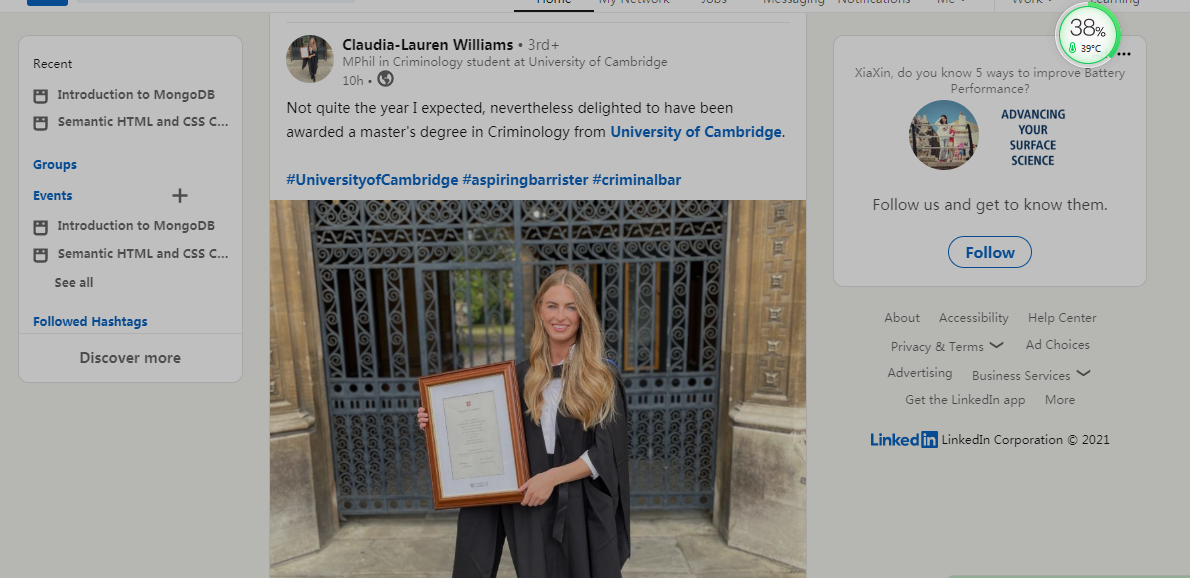 Home
My Network
Jobs
Messaging
Notifications
Me
Work
Learning
38%
39°C
Recent
Introduction to MongoDB
Semantic HTML and CSS C...
Groups
Events
Introduction to MongoDB
Semantic HTML and CSS C...
See all
Followed Hashtags
Discover more
Claudia-Lauren Williams • 3rd+
MPhil in Criminology student at University of Cambridge
10h •
Not quite the year I expected, nevertheless delighted to have been
awarded a master's degree in Criminology from University of Cambridge.
#UniversityofCambridge #aspiringbarrister #criminalbar
XiaXin, do you know 5 ways to improve Battery
Performance?
ADVANCING
YOUR
SURFACE
SCIENCE
Follow us and get to know them.
Follow
About Accessibility Help Center
Privacy & Terms Ad Choices
Advertising Business Services
Get the LinkedIn app More
LinkedIn LinkedIn Corporation © 2021